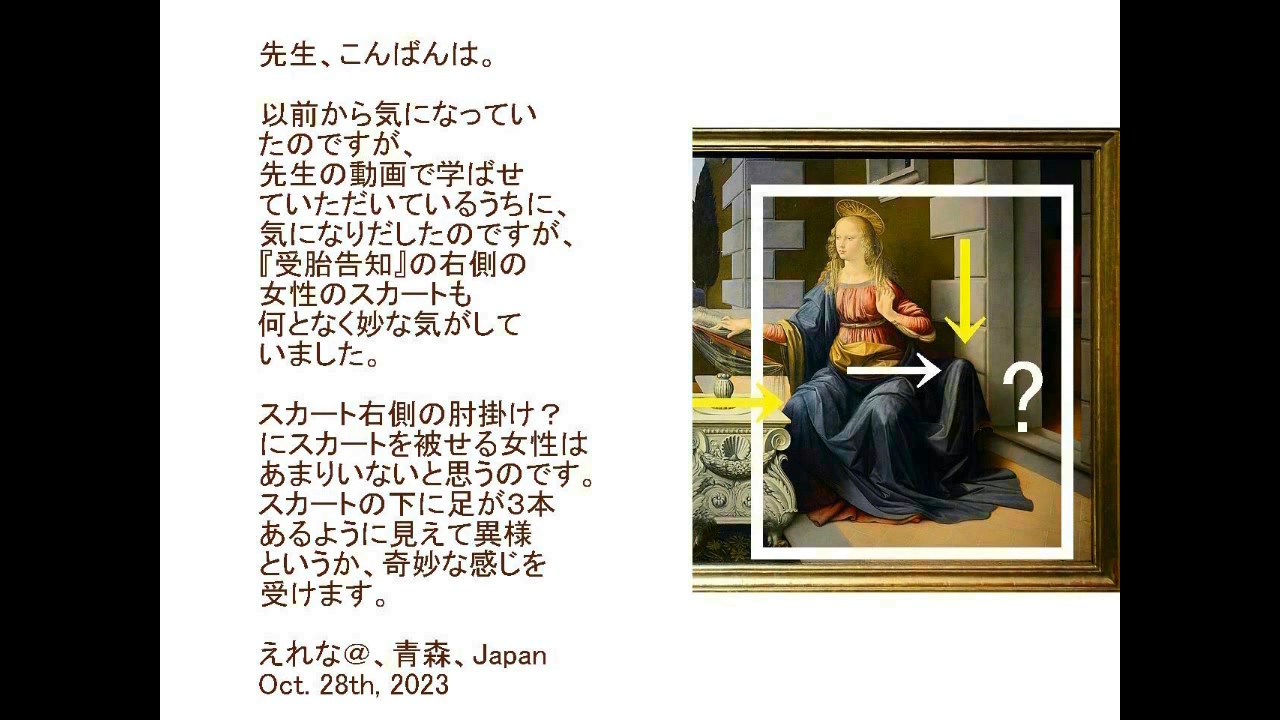 先生、こんばんは。
以前から気になってい
たのですが、
先生の動画で学ばせ
ていただいているうちに、
気になりだしたのですが、
『受胎告知』の右側の
女性のスカートも
何となく妙な気がして
いました。
スカート右側の肘掛け？
にスカートを被せる女性は
あまりいないと思うのです。
スカートの下に足が３本
あるように見えて異様
というか、奇妙な感じを
受けます。
えれな＠、青森、Japan
Oct. 28th, 2023
?